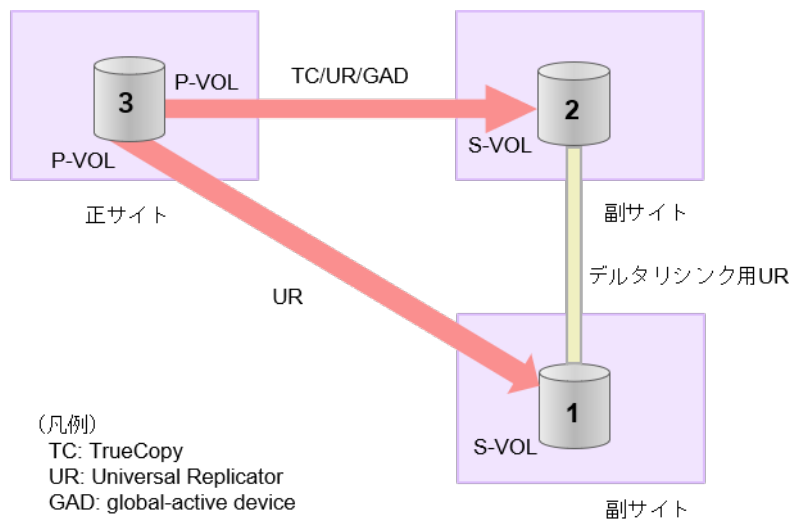 TC/UR/GAD
P-VOL
3
2
P-VOL
S-VOL
正サイト
副サイト
デルタリシンク用UR
UR
1
S-VOL
（凡例）
TC: TrueCopy
UR: Universal Replicator
GAD: global-active device
副サイト